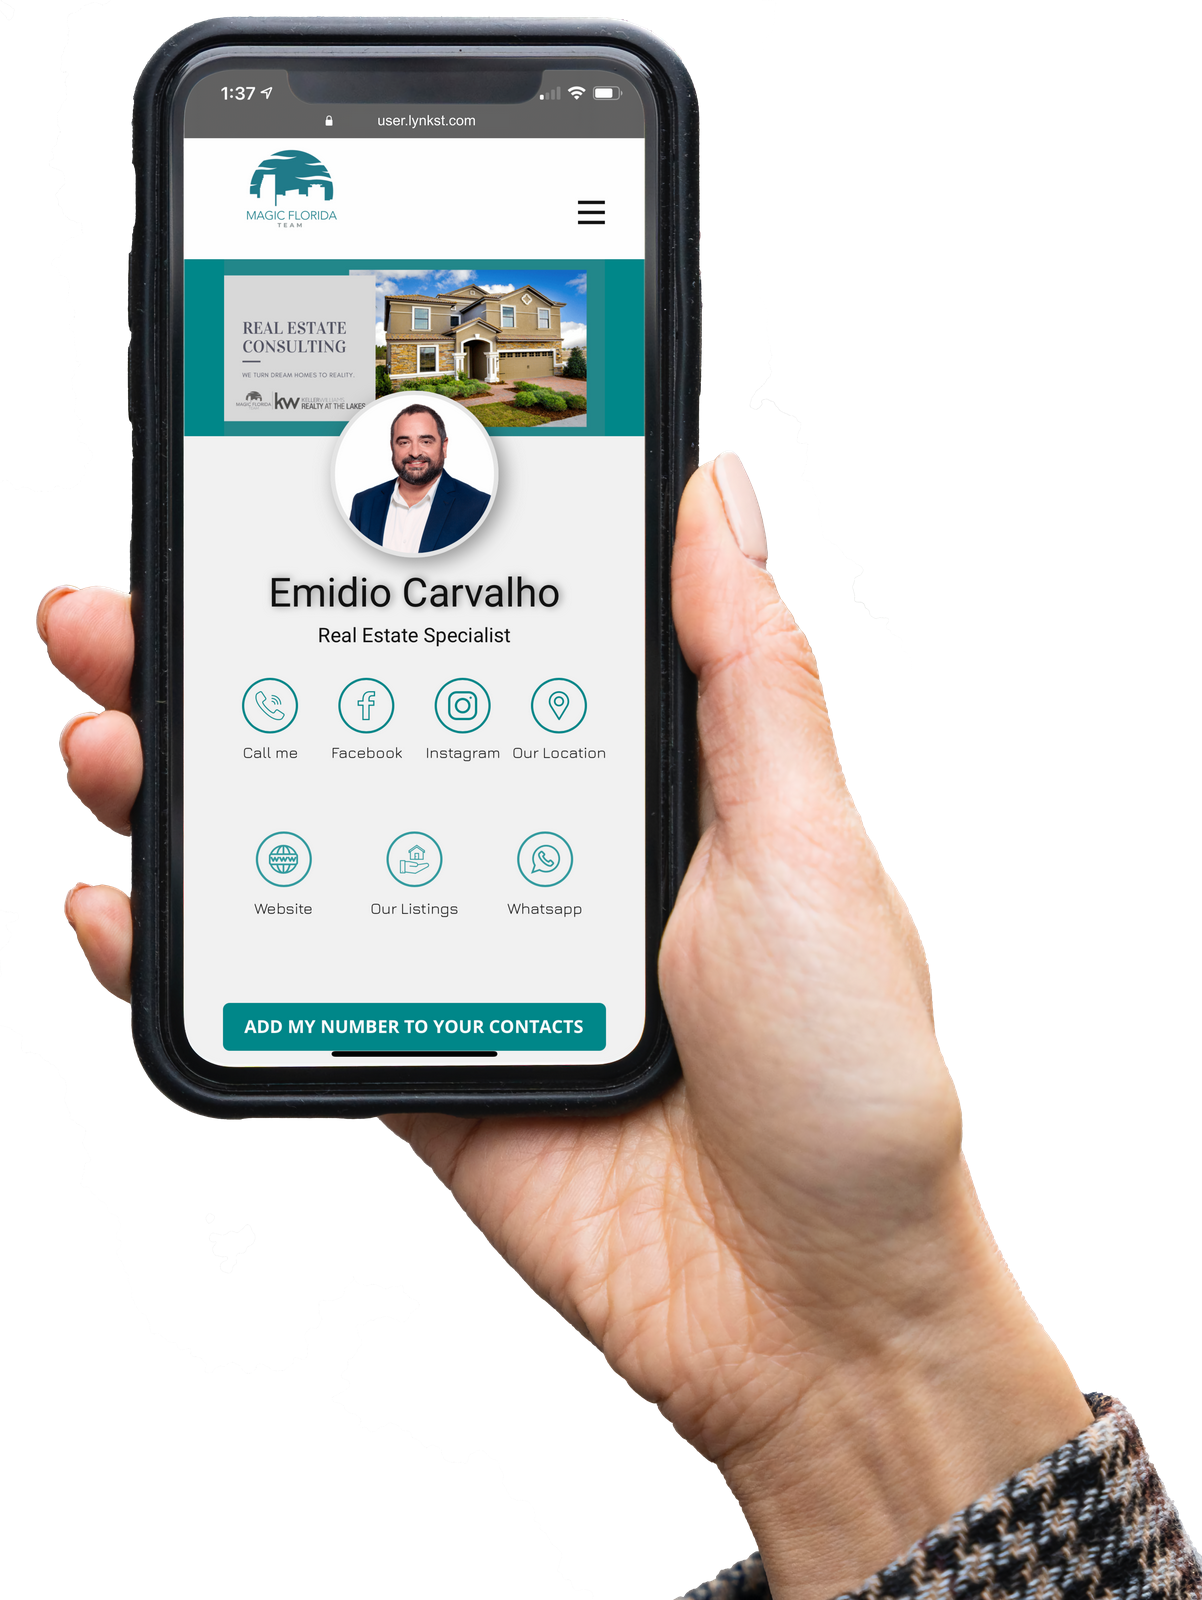 1:37
user.lynkst.com
MAGIC FLORIDA
TEAM
REAL ESTATE
CONSULTING
WE TURN DREAM HOMES TO REALITY.
MAGIC FLORIDA
kw
KELLERWILLIAMS
REALTY AT THE LAKES
Emidio Carvalho
Real Estate Specialist
Call me
Facebook
Instagram
Our Location
www
Website
Our Listings
Whatsapp
ADD MY NUMBER TO YOUR CONTACTS